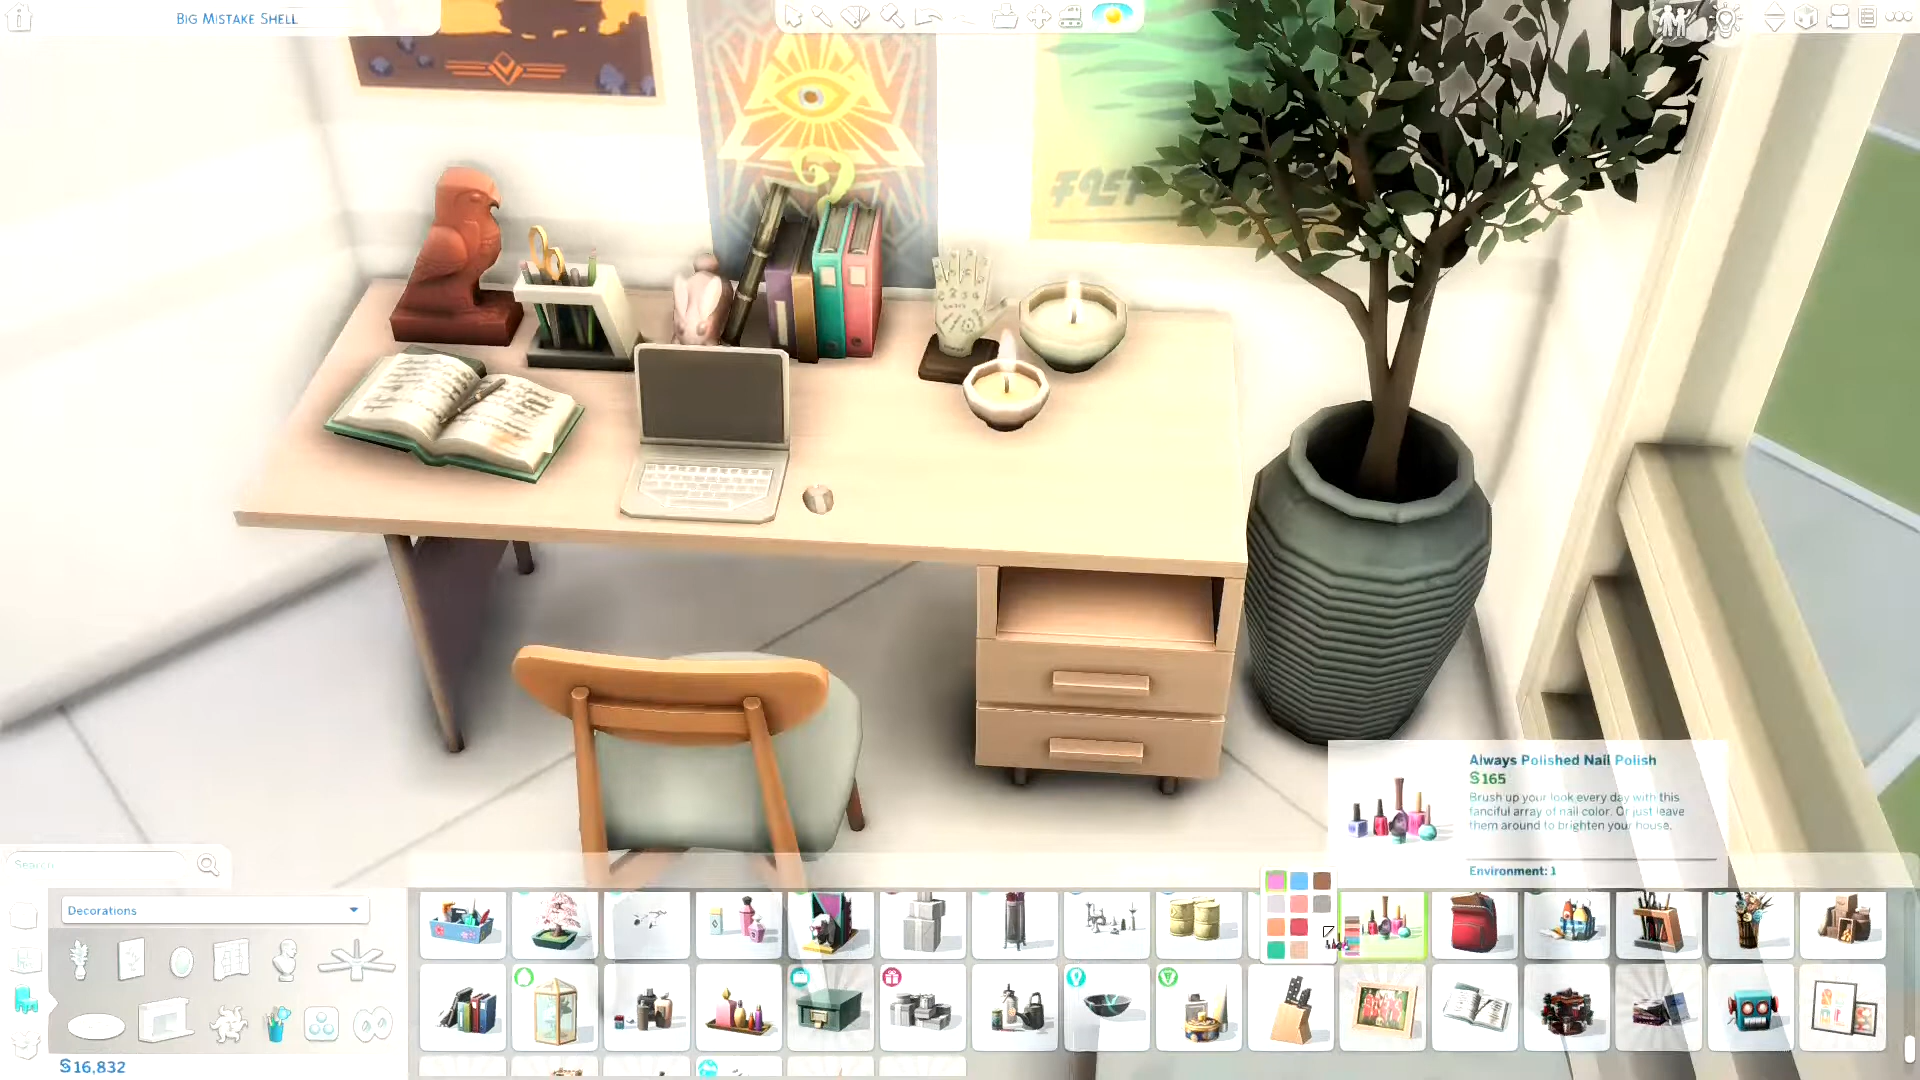 Big Mistake Shell
Always Polished Nail Polish
§165
Brush up your look every day with this
fanciful array of nail color. Or just leave
them around to brighten your house.
Environment: 1
Search
Decorations
§16,832